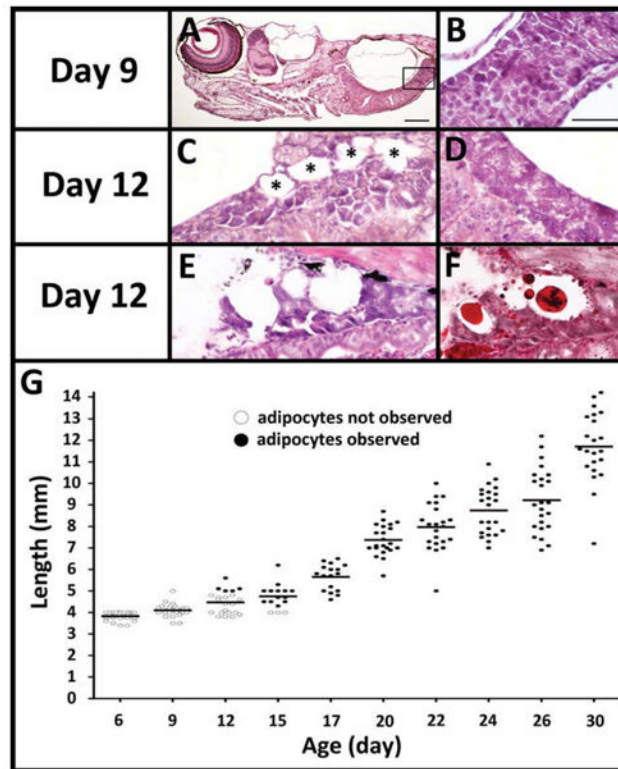 Day 9
A
B
Day 12
C
* * * *
D
Day 12
E
F
G
adipocytes not observed
adipocytes observed
Length (mm)
14
13
12
11
10
9
8
7
6
5
4
3
2
1
0
6 9 12 15 17 20 22 24 26 30
Age (day)